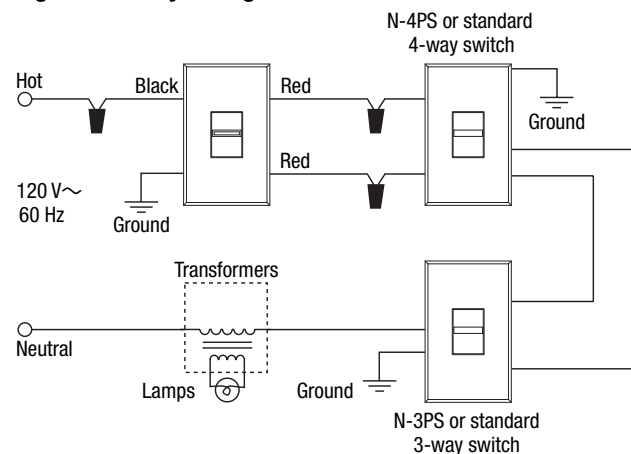 N-4PS or standard
4-way switch
Hot
Black
Red
Ground
Red
120 V~
60 Hz
Ground
Transformers
Neutral
Lamps
Ground
N-3PS or standard
3-way switch